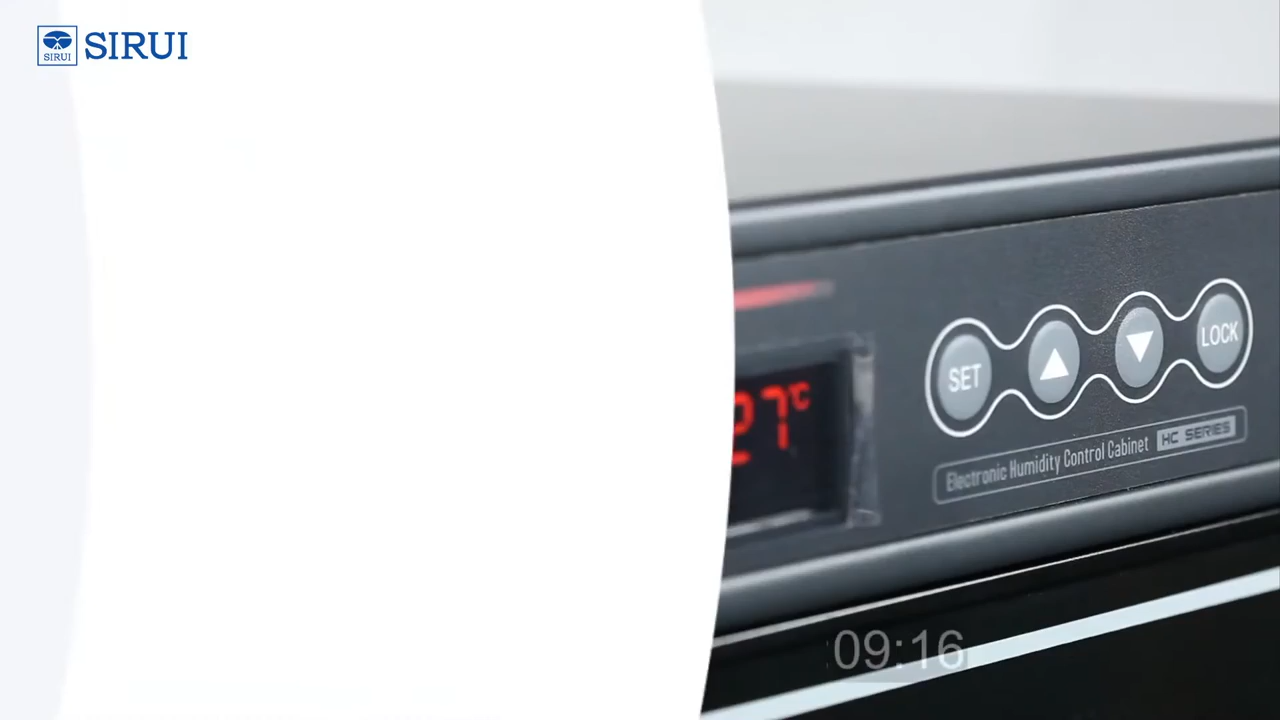 SIRUI
SIRUI
27°C
SET
LOCK
Electronic Humidity Control Cabinet HC SERIES
09:16